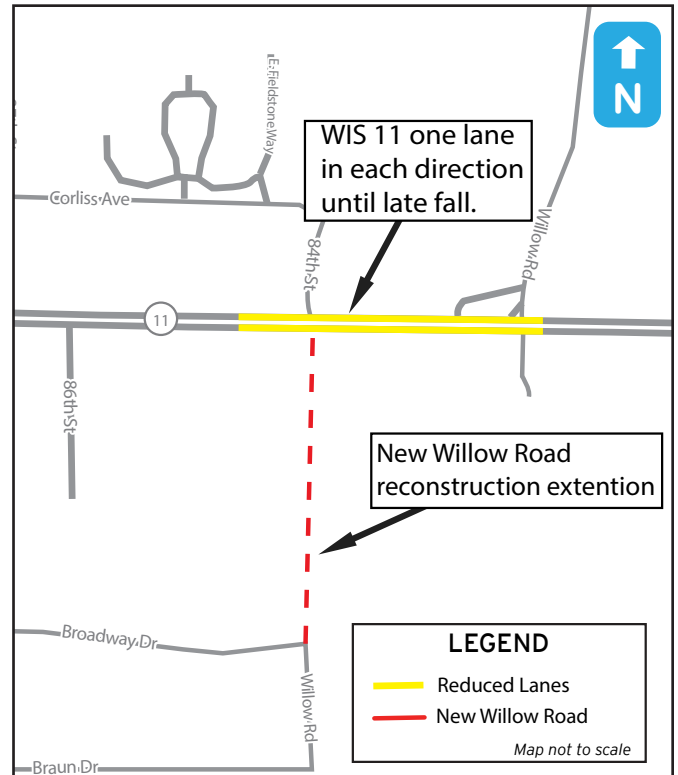 N
E. Fieldstone Way
WIS 11 one lane
in each direction
until late fall.
Corliss Ave
84th St
Willow Rd
11
86th St
New Willow Road
reconstruction extention
Broadway Dr
Willow Rd
Braun Dr
LEGEND
Reduced Lanes
New Willow Road
Map not to scale